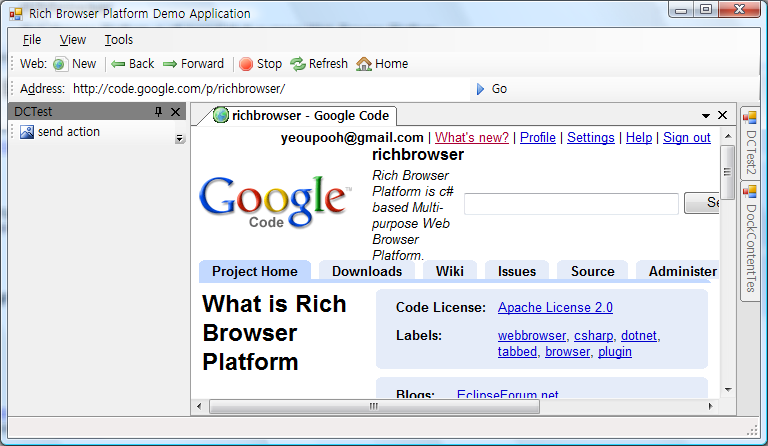 Rich Browser Platform Demo Application
File View Tools
Web: New Back Forward Stop Refresh Home
Address: http://code.google.com/p/richbrowser/ Go
DCTest
send action
richbrowser - Google Code
yeoupooh@gmail.com | What's new? | Profile | Settings | Help | Sign out
richbrowser
Rich Browser
Platform is c#
based Multi-
purpose Web
Browser
Platform.
Google™
Code
Se
Project Home Downloads Wiki Issues Source Administer
What is Rich
Browser
Platform
Code License: Apache License 2.0
Labels: webbrowser, csharp, dotnet,
tabbed, browser, plugin
Blogs: EclipseForum.net
DCTest2
DockContentTes